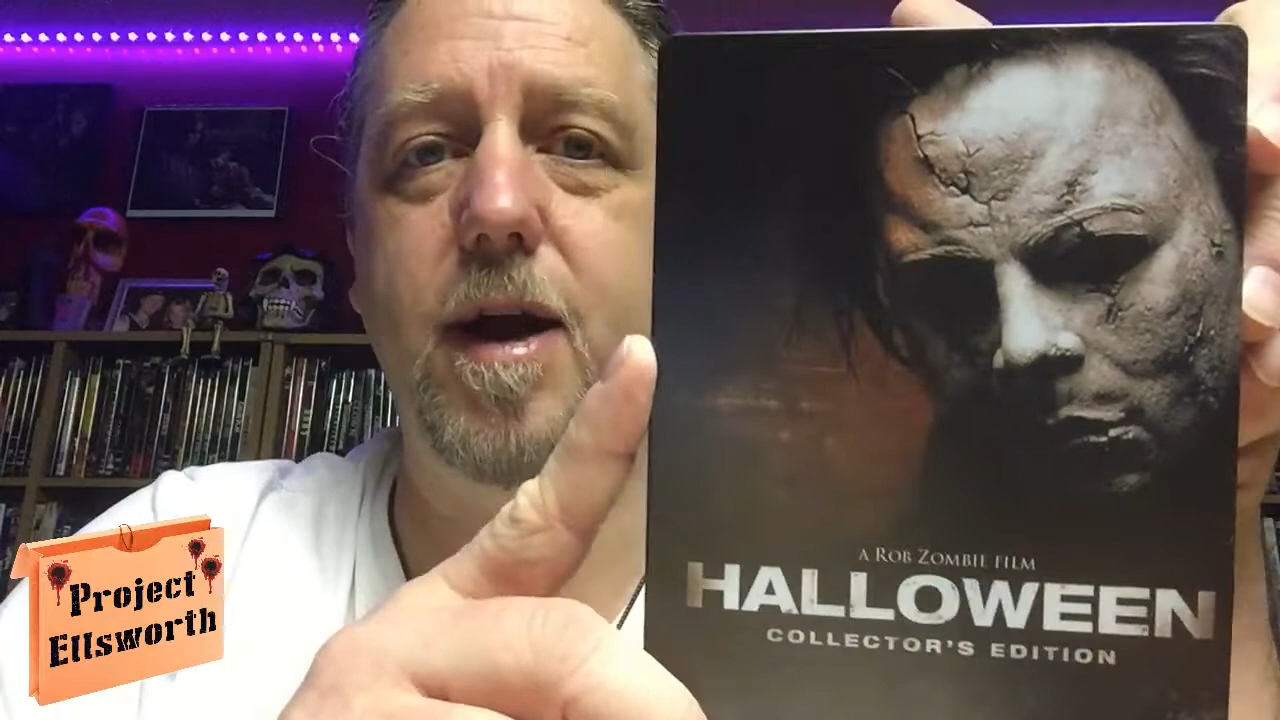 A ROB ZOMBIE FILM
HALLOWEEN
COLLECTOR'S EDITION
Project
Ellsworth